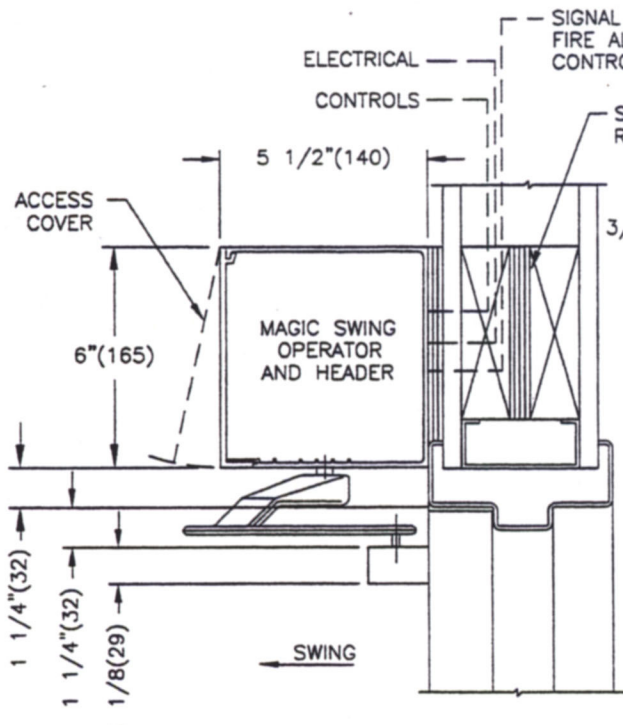 SIGNAL
FIRE
CONTRO
ELECTRICAL
CONTROLS
5 1/2"(140)
ACCESS
COVER
3/
6"(165)
MAGIC SWING
OPERATOR
AND HEADER
1 1/4"(32)
1 1/4"(32)
1/8(29)
SWING